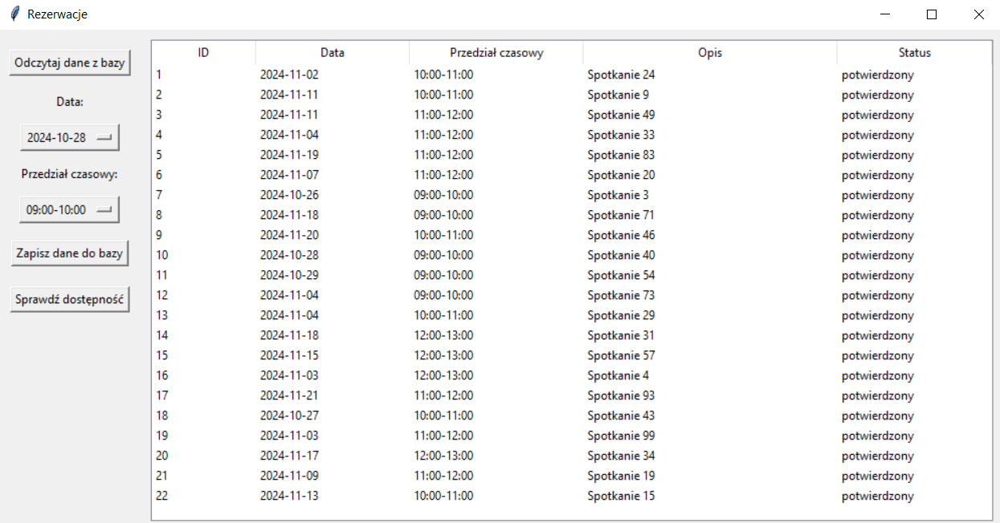 Rezerwacje
Odczytaj dane z bazy
Data:
2024-10-28
Przedział czasowy:
09:00-10:00
Zapisz dane do bazy
Sprawdź dostępność
ID Data Przedział czasowy Opis Status
1 2024-11-02 10:00-11:00 Spotkanie 24 potwierdzony
2 2024-11-11 10:00-11:00 Spotkanie 9 potwierdzony
3 2024-11-11 11:00-12:00 Spotkanie 49 potwierdzony
4 2024-11-04 11:00-12:00 Spotkanie 33 potwierdzony
5 2024-11-19 11:00-12:00 Spotkanie 83 potwierdzony
6 2024-11-07 11:00-12:00 Spotkanie 20 potwierdzony
7 2024-10-26 09:00-10:00 Spotkanie 3 potwierdzony
8 2024-11-18 09:00-10:00 Spotkanie 71 potwierdzony
9 2024-11-20 10:00-11:00 Spotkanie 46 potwierdzony
10 2024-10-28 09:00-10:00 Spotkanie 40 potwierdzony
11 2024-10-29 09:00-10:00 Spotkanie 54 potwierdzony
12 2024-11-04 09:00-10:00 Spotkanie 73 potwierdzony
13 2024-11-04 10:00-11:00 Spotkanie 29 potwierdzony
14 2024-11-18 12:00-13:00 Spotkanie 31 potwierdzony
15 2024-11-15 12:00-13:00 Spotkanie 57 potwierdzony
16 2024-11-03 12:00-13:00 Spotkanie 4 potwierdzony
17 2024-11-21 11:00-12:00 Spotkanie 93 potwierdzony
18 2024-10-27 10:00-11:00 Spotkanie 43 potwierdzony
19 2024-11-03 11:00-12:00 Spotkanie 99 potwierdzony
20 2024-11-17 12:00-13:00 Spotkanie 34 potwierdzony
21 2024-11-09 11:00-12:00 Spotkanie 19 potwierdzony
22 2024-11-13 10:00-11:00 Spotkanie 15 potwierdzony